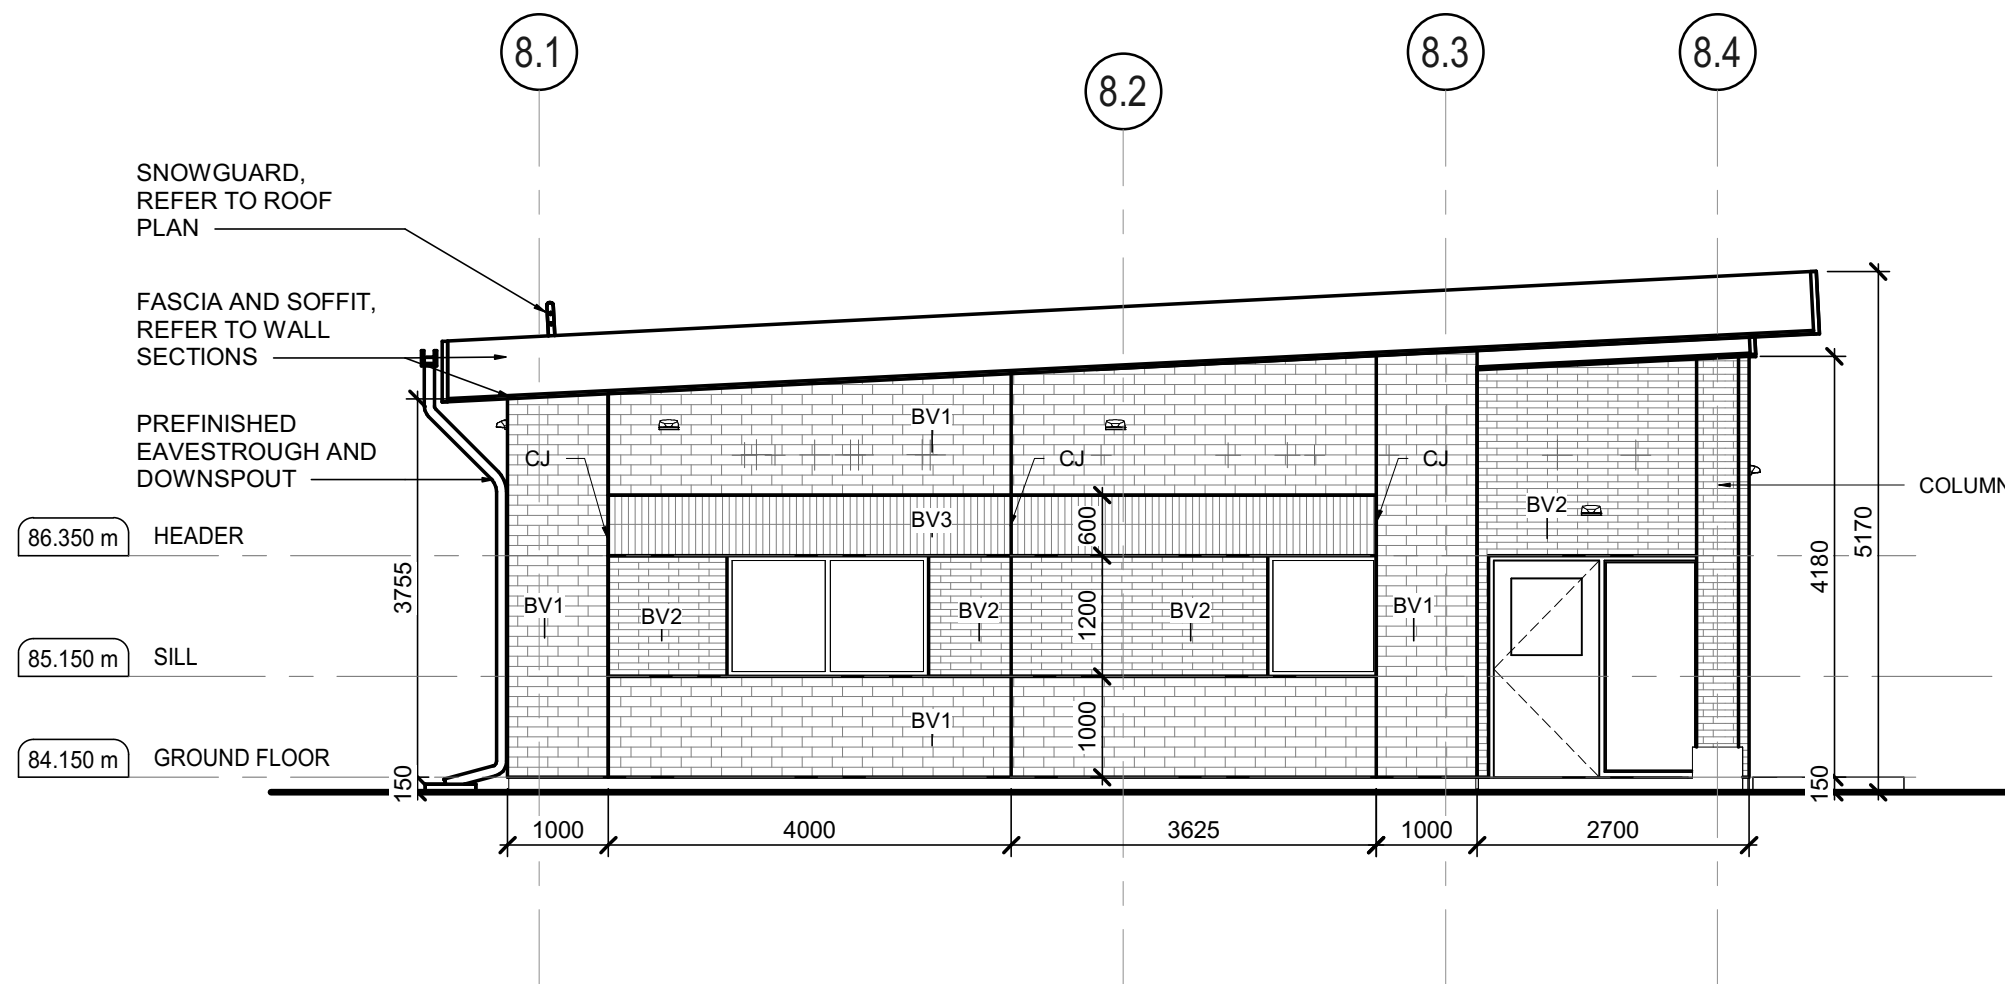 8.1
8.2
8.3
8.4
SNOWGUARD,
REFER TO ROOF
PLAN
FASCIA AND SOFFIT,
REFER TO WALL
SECTIONS
PREFINISHED
EAVESTROUGH AND
DOWNSPOUT
86.350 m HEADER
85.150 m SILL
84.150 m GROUND FLOOR
3755
150
CJ
BV1
BV1
CJ
CJ
BV3
600
BV2
COLUMN
BV1
BV2
BV2
1200
BV2
BV1
4180
5170
BV1
1000
150
1000
4000
3625
1000
2700